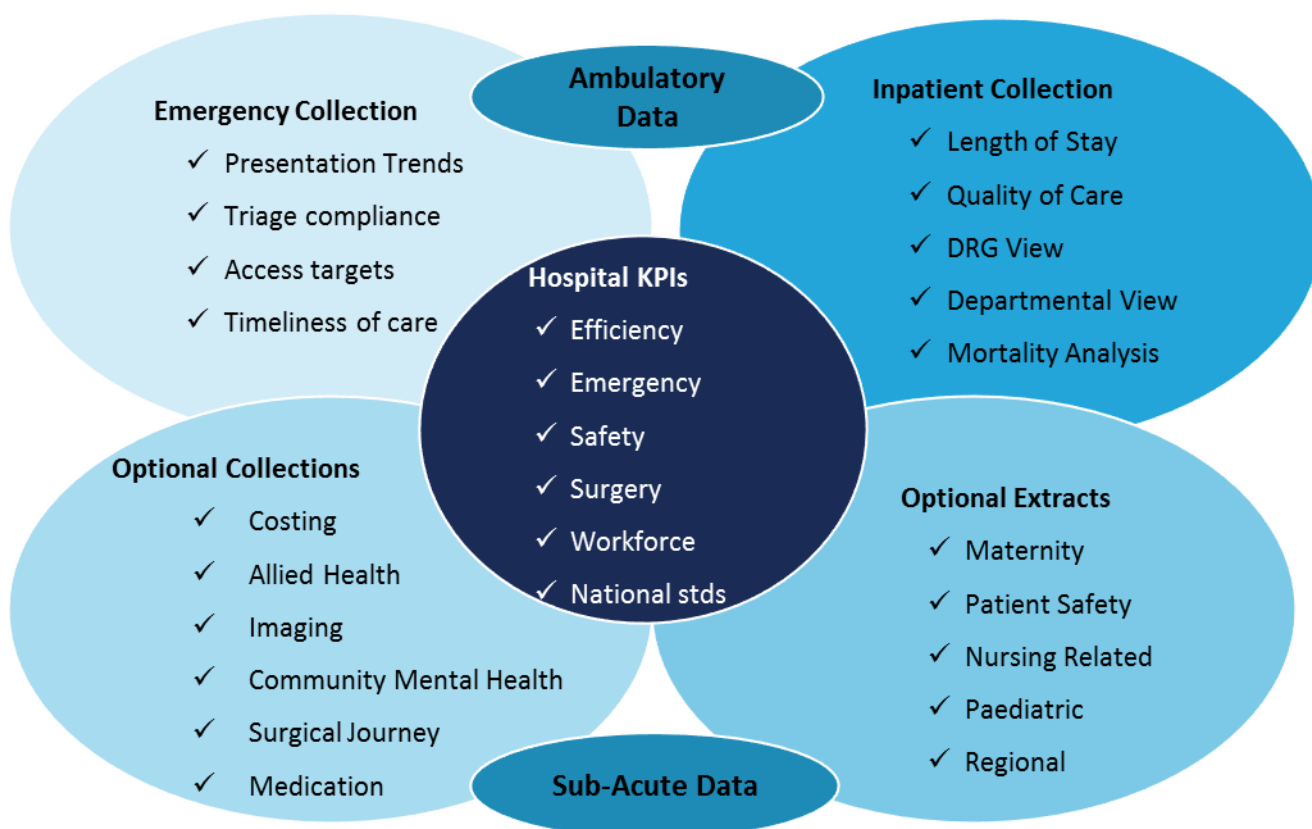 Ambulatory
Data
Emergency Collection
✓ Presentation Trends
✓ Triage compliance
✓ Access targets
✓ Timeliness of care
Inpatient Collection
✓ Length of Stay
✓ Quality of Care
✓ DRG View
✓ Departmental View
✓ Mortality Analysis
Hospital KPIs
✓ Efficiency
✓ Emergency
✓ Safety
✓ Surgery
✓ Workforce
✓ National stds
Optional Collections
✓ Costing
✓ Allied Health
✓ Imaging
✓ Community Mental Health
✓ Surgical Journey
✓ Medication
Optional Extracts
✓ Maternity
✓ Patient Safety
✓ Nursing Related
✓ Paediatric
✓ Regional
Sub-Acute Data